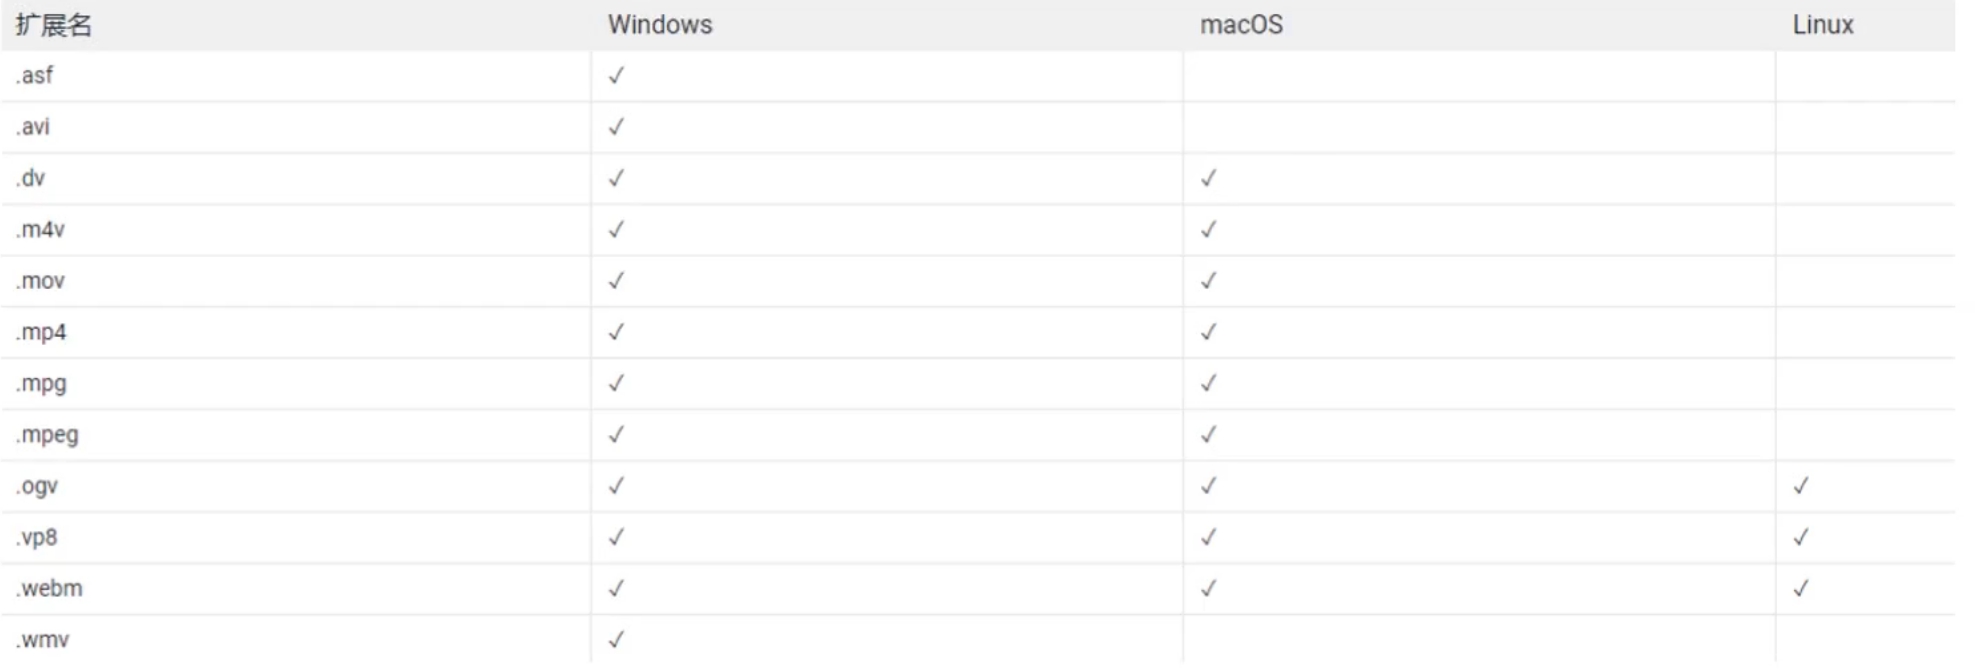 扩展名 Windows macOS Linux
.asf ✓
.avi ✓
.dv ✓ ✓
.m4v ✓ ✓
.mov ✓ ✓
.mp4 ✓ ✓
.mpg ✓ ✓
.mpeg ✓ ✓
.ogv ✓ ✓ ✓
.vp8 ✓ ✓ ✓
.webm ✓ ✓ ✓
.wmv ✓